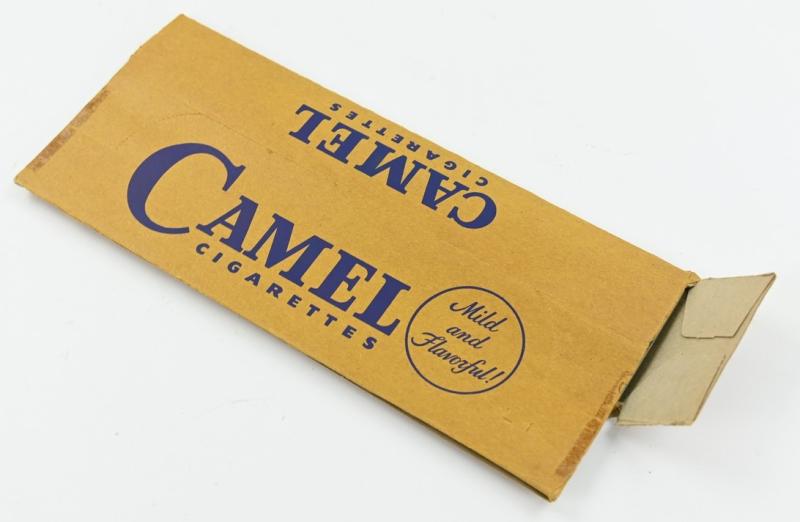 CAMEL
CIGARETTES
CAMEL
CIGARETTES
Mild
and
Flavorful!